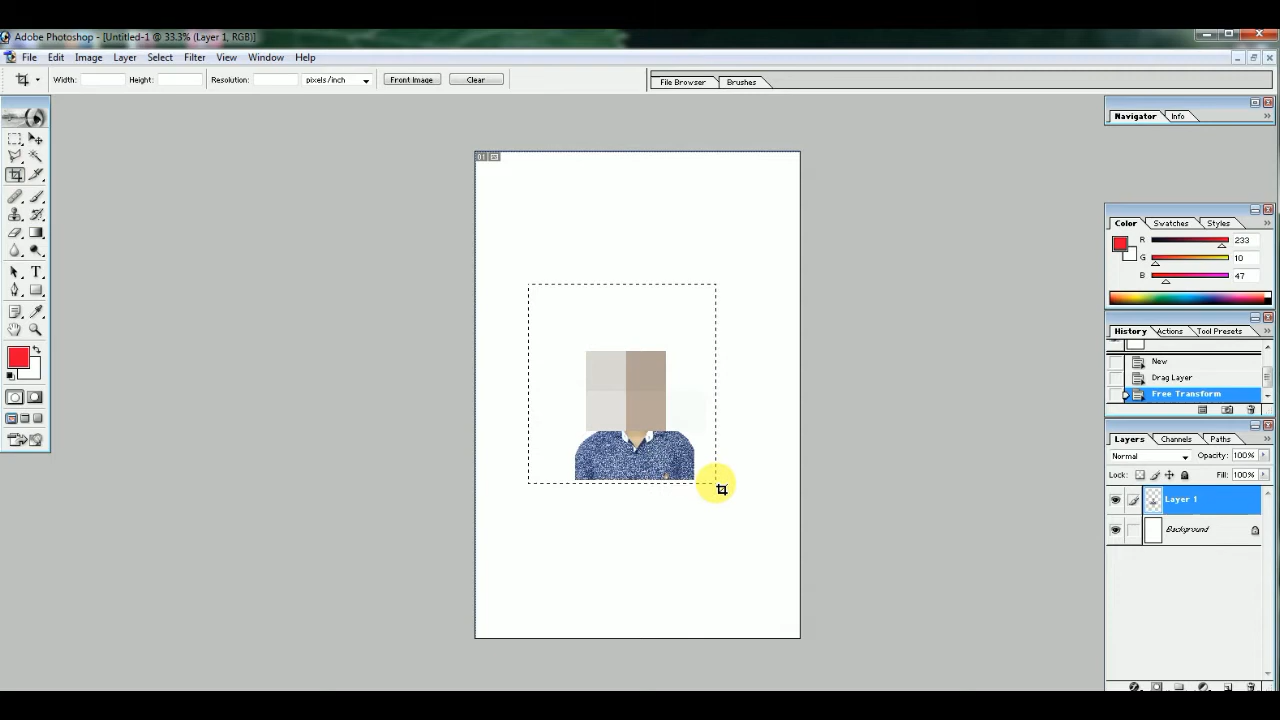 Adobe Photoshop - [Untitled-1 @ 33.3% (Layer 1, RGB)]
File Edit Image Layer Select Filter View Window Help
Width: Height: Resolution: pixels/inch Front Image Clear File Browser Brushes
Navigator Info
01
Color Swatches Styles
R 233
G 10
B 47
T
History Actions Tool Presets
New
Drag Layer
Free Transform
Layers Channels Paths
Normal Opacity: 100%
Lock: Fill: 100%
Layer 1
Background